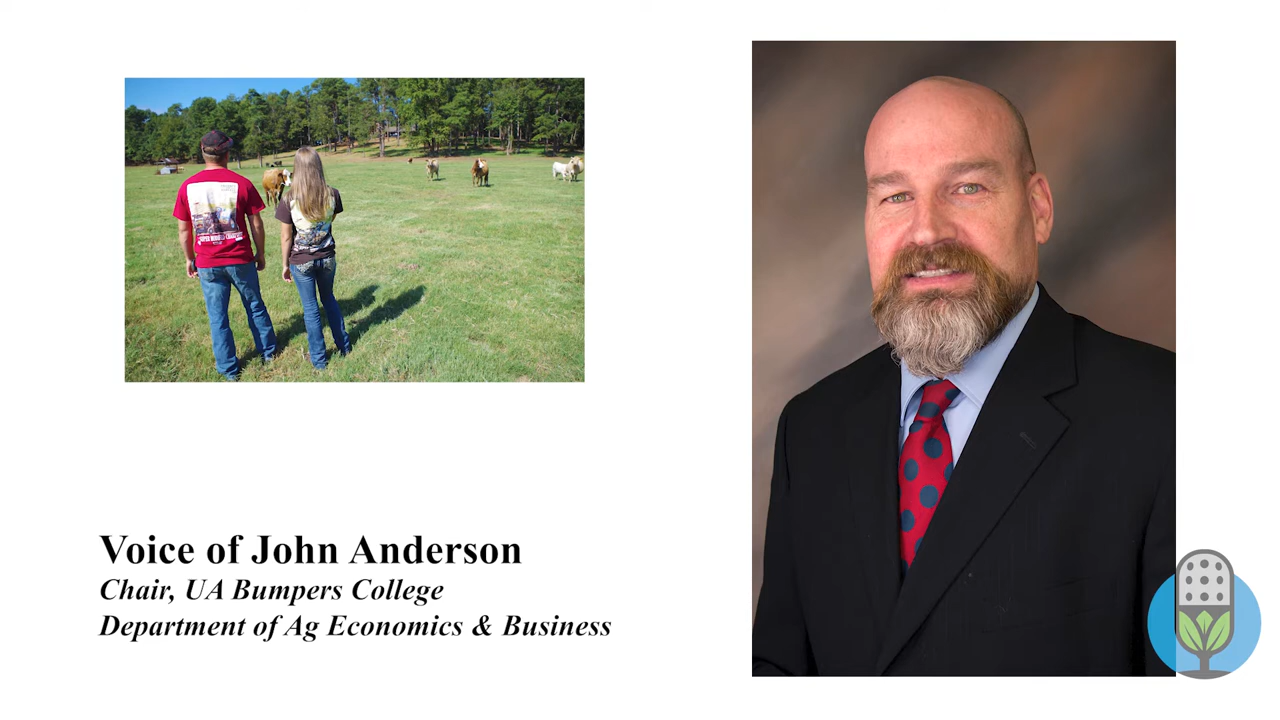 Voice of John Anderson
Chair, UA Bumpers College
Department of Ag Economics & Business